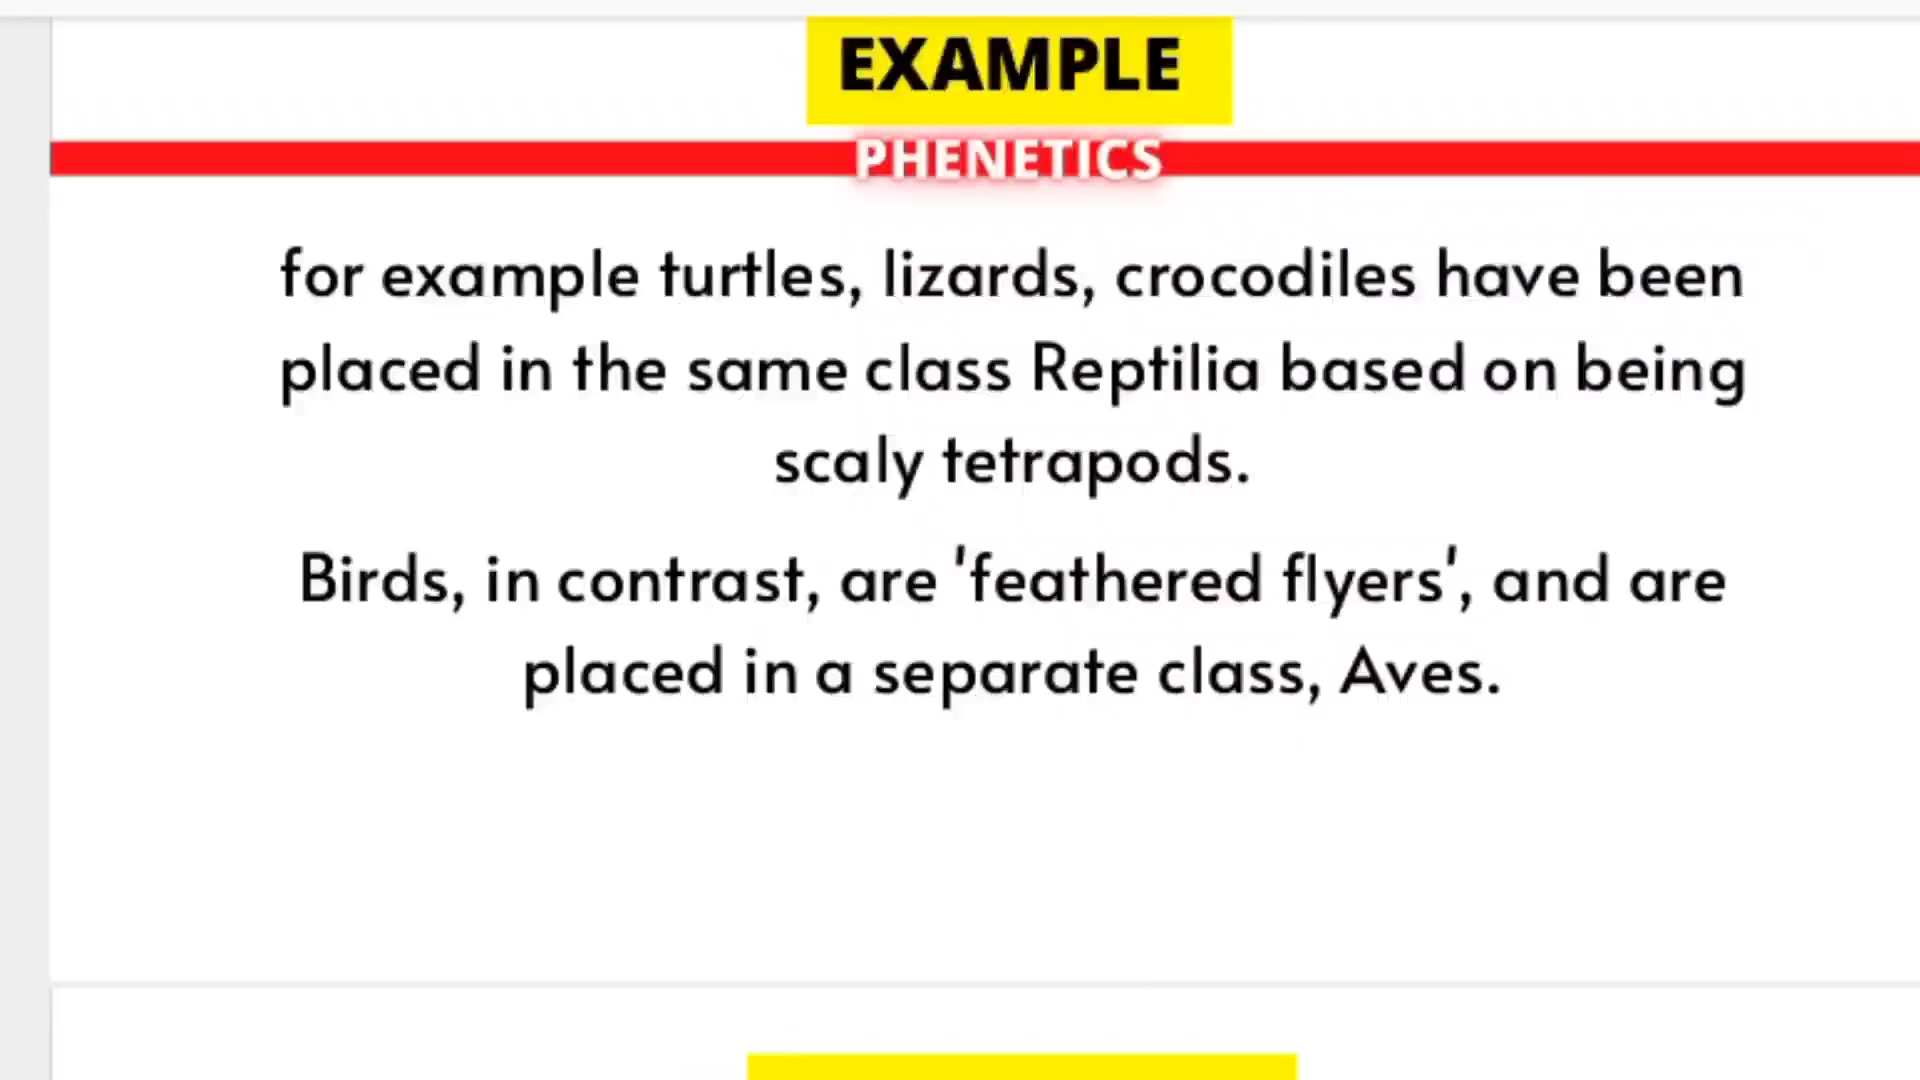 EXAMPLE
PHENETICS
for example turtles, lizards, crocodiles have been
placed in the same class Reptilia based on being
scaly tetrapods.
Birds, in contrast, are 'feathered flyers', and are
placed in a separate class, Aves.